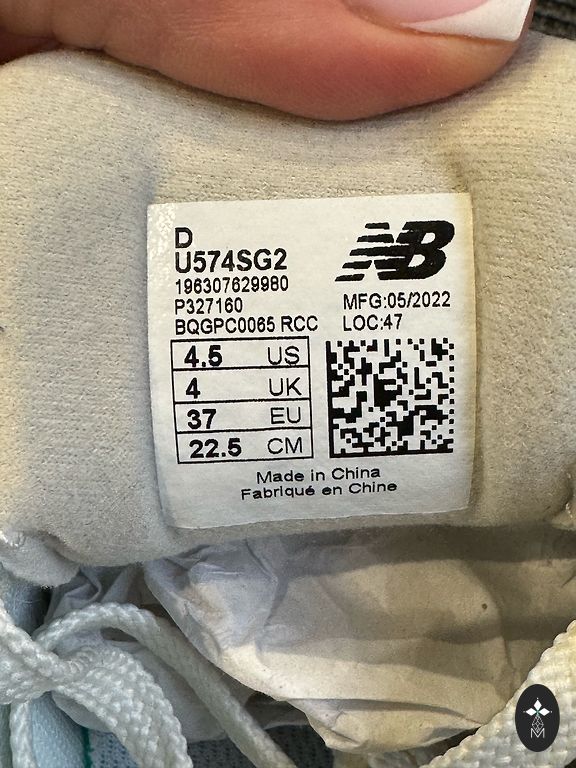 D
U574SG2
196307629980
P327160
BQGPC0065 RCC
NB
MFG:05/2022
LOC:47
4.5 US
4 UK
37 EU
22.5 CM
Made in China
Fabriqué en Chine
M